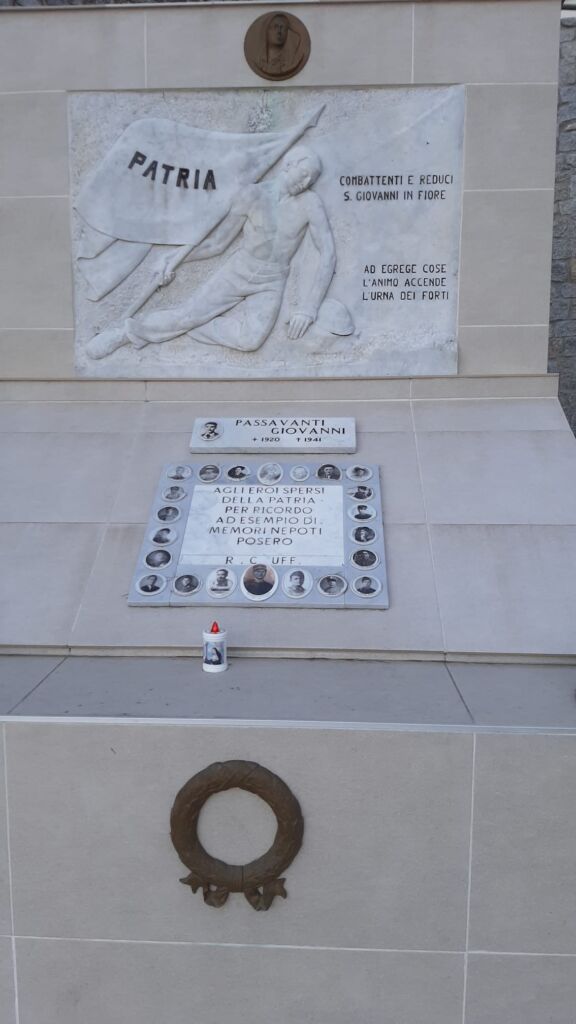 PATRIA
COMBATTENTI E REDUCI
S. GIOVANNI IN FIORE
AD EGREGE COSE
L'ANIMO ACCENDE
L'URNA DEI FORTI
PASSAVANTI
GIOVANNI
+ 1920 + 1941
AGLI EROI SPERSI
DELLA PATRIA
PER RICORDO
AD ESEMPIO DI
MEMORI NEPOTI
POSERO
R. C. UFF.